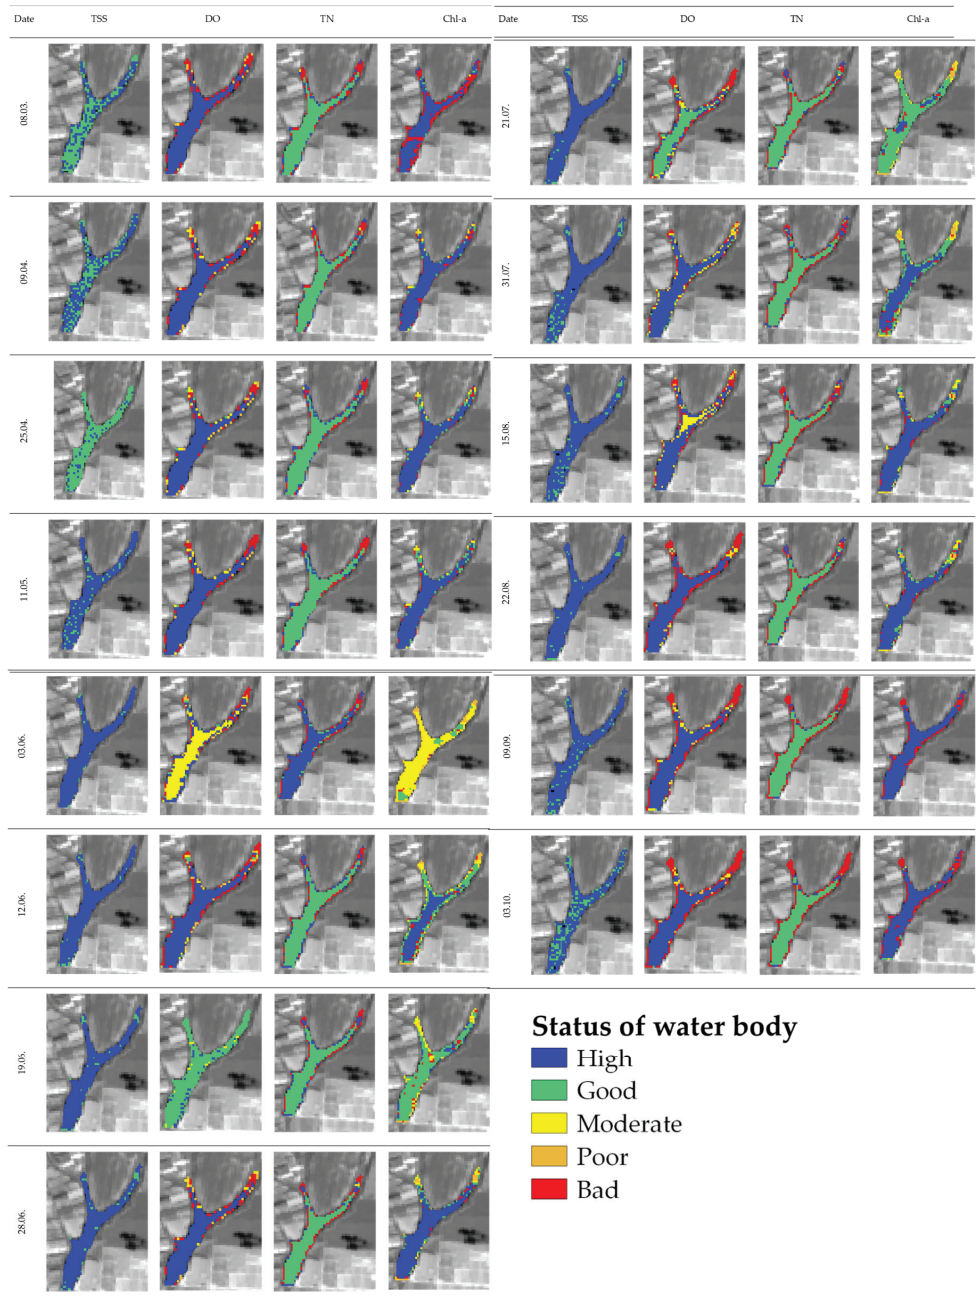 Date TSS DO TN Chl-a Date TSS DO TN Chl-a
08.03.
09.04.
25.04.
11.05.
03.06.
12.06.
19.06.
28.06.
21.07.
31.07.
15.08.
22.08.
09.09.
03.10.
Status of water body
High
Good
Moderate
Poor
Bad